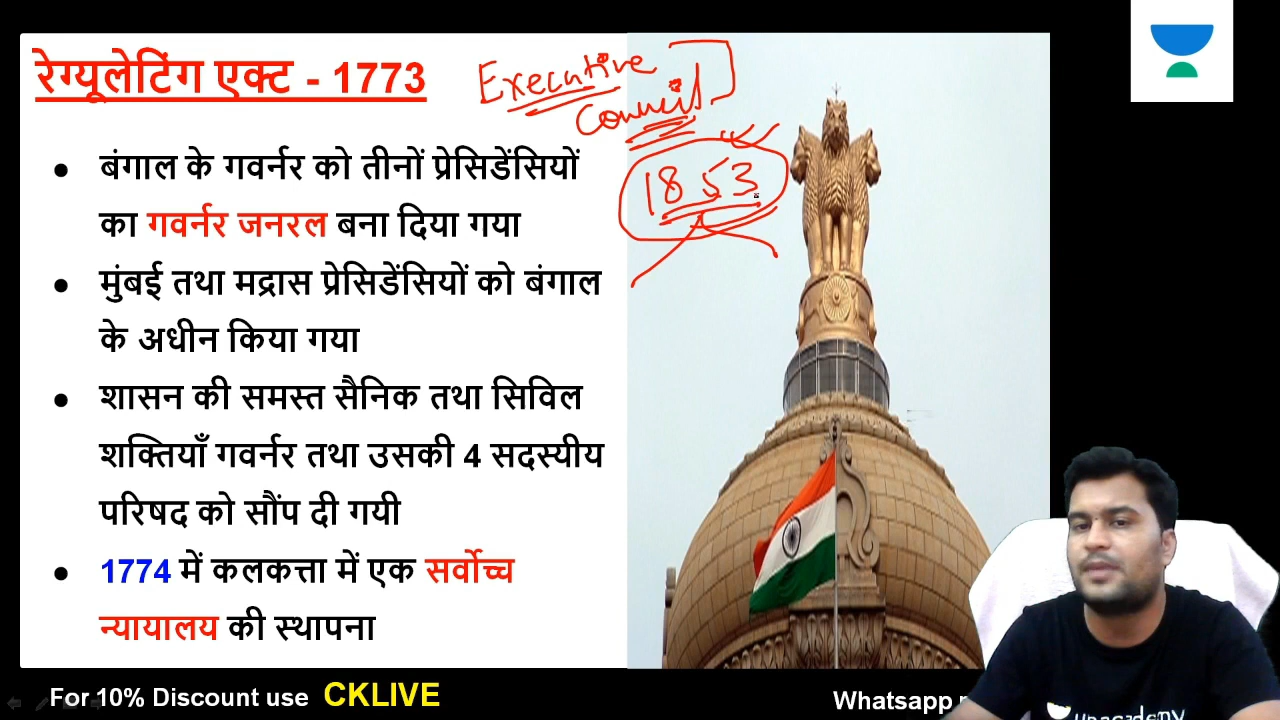 रेग्यूलेटिंग एक्ट - 1773
Executive
Council
1853
बंगाल के गवर्नर को तीनों प्रेसिडेंसियों
का गवर्नर जनरल बना दिया गया
मुंबई तथा मद्रास प्रेसिडेंसियों को बंगाल
के अधीन किया गया
शासन की समस्त सैनिक तथा सिविल
शक्तियाँ गवर्नर तथा उसकी 4 सदस्यीय
परिषद को सौंप दी गयी
1774 में कलकत्ता में एक सर्वोच्च
न्यायालय की स्थापना
For 10% Discount use CKLIVE
Whatsapp
unacademy